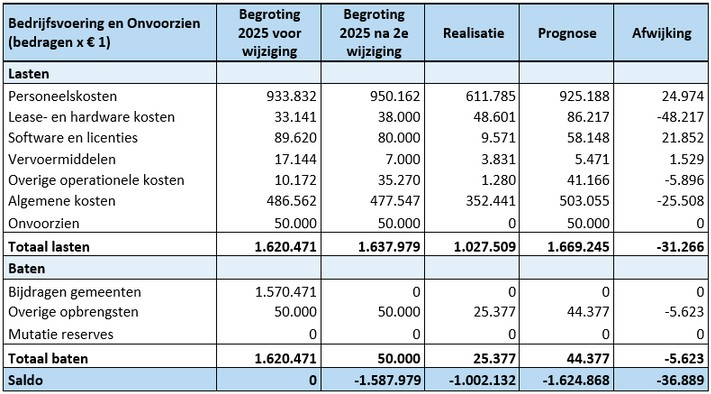 Bedrijfsvoering en Onvoorzien (bedragen x € 1) Begroting 2025 voor wijziging Begroting 2025 na 2e wijziging Realisatie Prognose Afwijking
Lasten
Personeelskosten 933.832 950.162 611.785 925.188 24.974
Lease- en hardware kosten 33.141 38.000 48.601 86.217 -48.217
Software en licenties 89.620 80.000 9.571 58.148 21.852
Vervoermiddelen 17.144 7.000 3.831 5.471 1.529
Overige operationele kosten 10.172 35.270 1.280 41.166 -5.896
Algemene kosten 486.562 477.547 352.441 503.055 -25.508
Onvoorzien 50.000 50.000 0 50.000 0
Totaal lasten 1.620.471 1.637.979 1.027.509 1.669.245 -31.266
Baten
Bijdragen gemeenten 1.570.471 0 0 0 0
Overige opbrengsten 50.000 50.000 25.377 44.377 -5.623
Mutatie reserves 0 0 0 0 0
Totaal baten 1.620.471 50.000 25.377 44.377 -5.623
Saldo 0 -1.587.979 -1.002.132 -1.624.868 -36.889